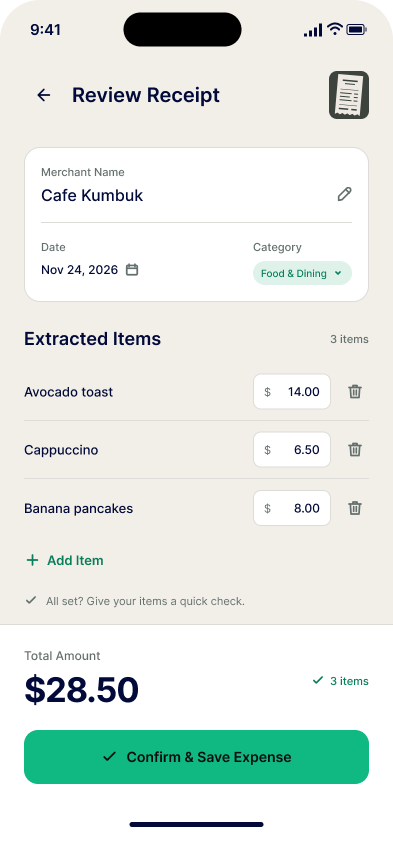 9:41
Review Receipt
Merchant Name
Cafe Kumbuk
Date
Category
Nov 24, 2026
Food & Dining
Extracted Items
3 items
Avocado toast
$ 14.00
Cappuccino
$ 6.50
Banana pancakes
$ 8.00
+ Add Item
All set? Give your items a quick check.
Total Amount
$28.50
3 items
Confirm & Save Expense